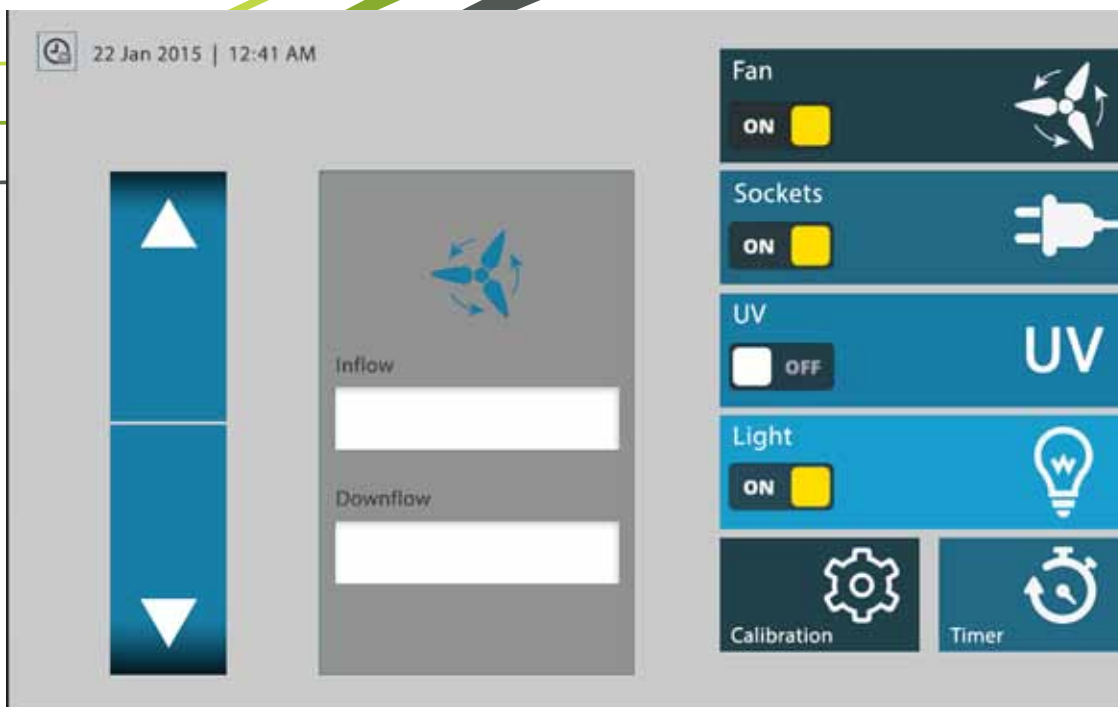 22 Jan 2015 | 12:41 AM
Fan
ON
Sockets
ON
UV
OFF
UV
Light
ON
Inflow
Downflow
Calibration
Timer